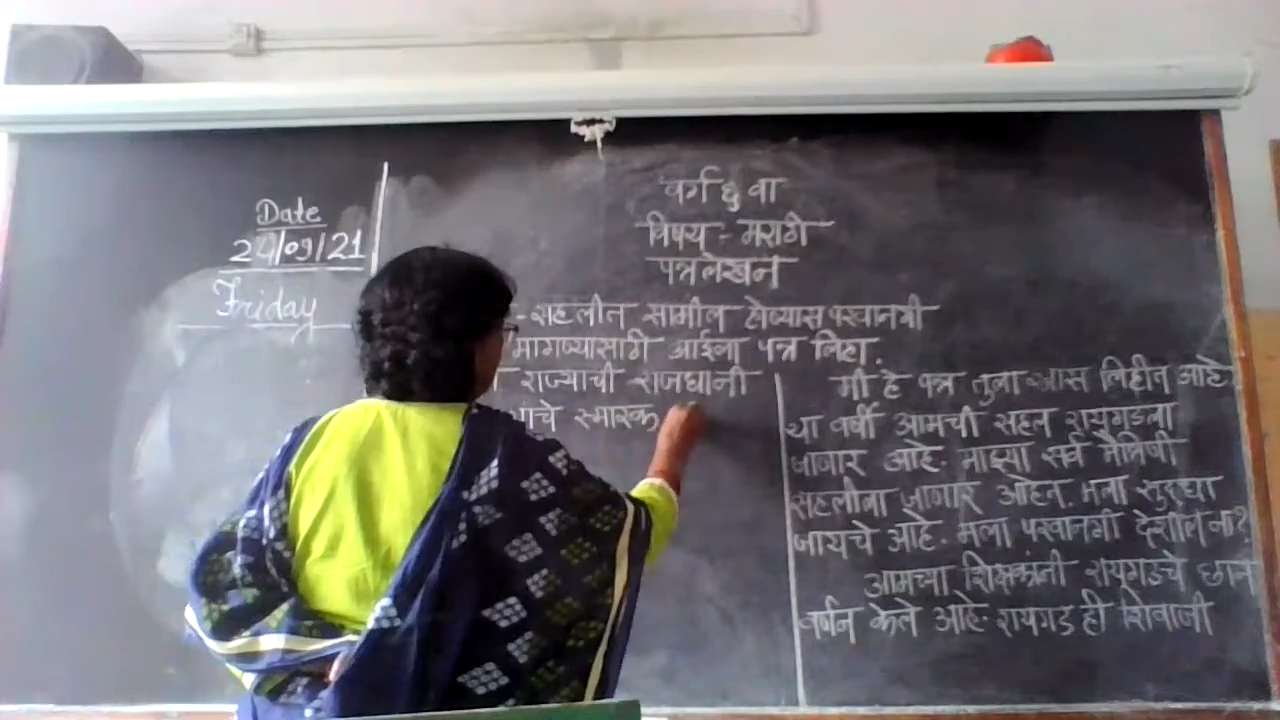 Date
24/09/21
Friday
वर्ग ६ वा
विषय - मराठी
पत्रलेखन
- सहलीत सामील होण्यास परवानगी
मागण्यासाठी आईला पत्र लिहा.
राज्याची राजधानी
स्मारक
मी हे पत्र तुला खास लिहीत आहे
या वर्षी आमची सहल रायगडला
जाणार आहे. माझ्या सर्व मैत्रिणी
सहलीला जाणार आहेत. मला सुद्धा
जायचे आहे. मला परवानगी देशील ना?
आमच्या शिक्षकांनी रायगडचे छान
वर्णन केले आहे. रायगड ही शिवाजी